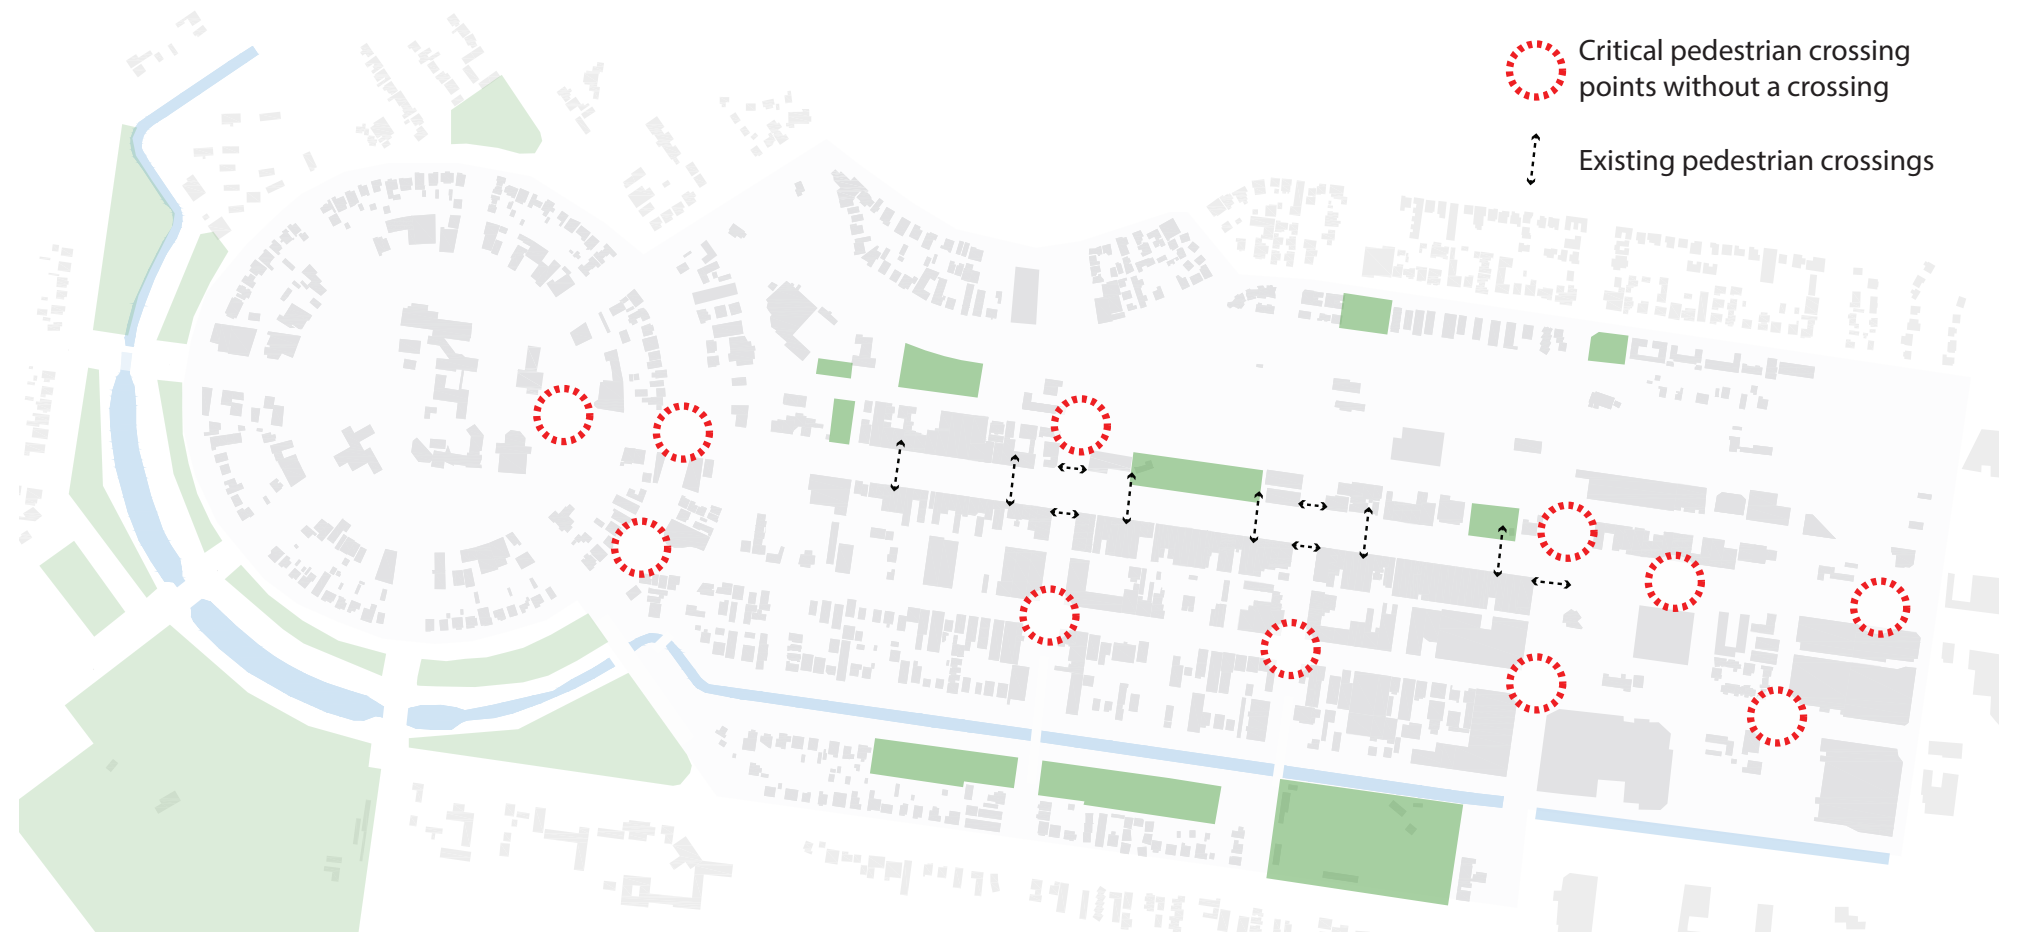 Critical pedestrian crossing
points without a crossing
Existing pedestrian crossings